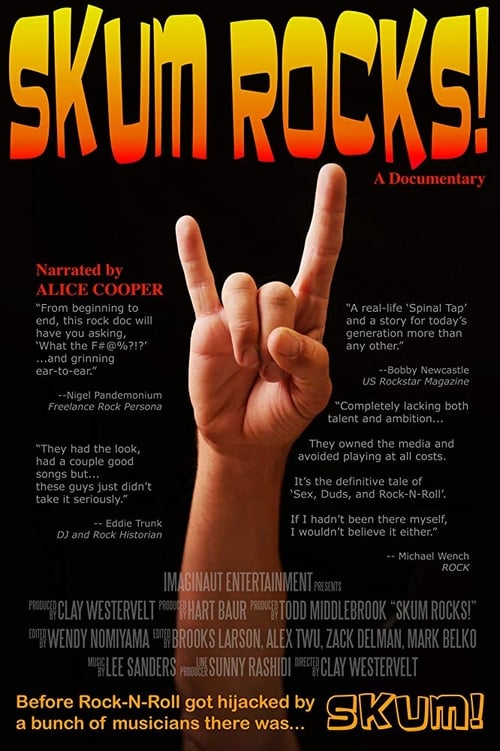 SKUM ROCKS!
A Documentary
Narrated by
ALICE COOPER
"From beginning to
end, this rock doc will
have you asking,
'What the F#@%?!?'
...and grinning
ear-to-ear."
--Nigel Pandemonium
Freelance Rock Persona
"They had the look,
had a couple good
songs but...
these guys just didn't
take it seriously."
-- Eddie Trunk
DJ and Rock Historian
"A real-life 'Spinal Tap'
and a story for today's
generation more than
any other."
--Bobby Newcastle
US Rockstar Magazine
"Completely lacking both
talent and ambition...
They owned the media and
avoided playing at all costs.
It's the definitive tale of
'Sex, Duds, and Rock-N-Roll'.
If I hadn't been there myself,
I wouldn't believe it either."
-- Michael Wench
ROCK
IMAGINAUT ENTERTAINMENT PRESENTS
PRODUCED BY CLAY WESTERVELT PRODUCED BY HART BAUR PRODUCED BY TODD MIDDLEBROOK "SKUM ROCKS!"
EDITED BY WENDY NOMIYAMA EDITED BY BROOKS LARSON, ALEX TWU, ZACK DELMAN, MARK BELKO
MUSIC BY LEE SANDERS LINE PRODUCER SUNNY RASHIDI DIRECTED BY CLAY WESTERVELT
Before Rock-N-Roll got hijacked by
a bunch of musicians there was...
SKUM!